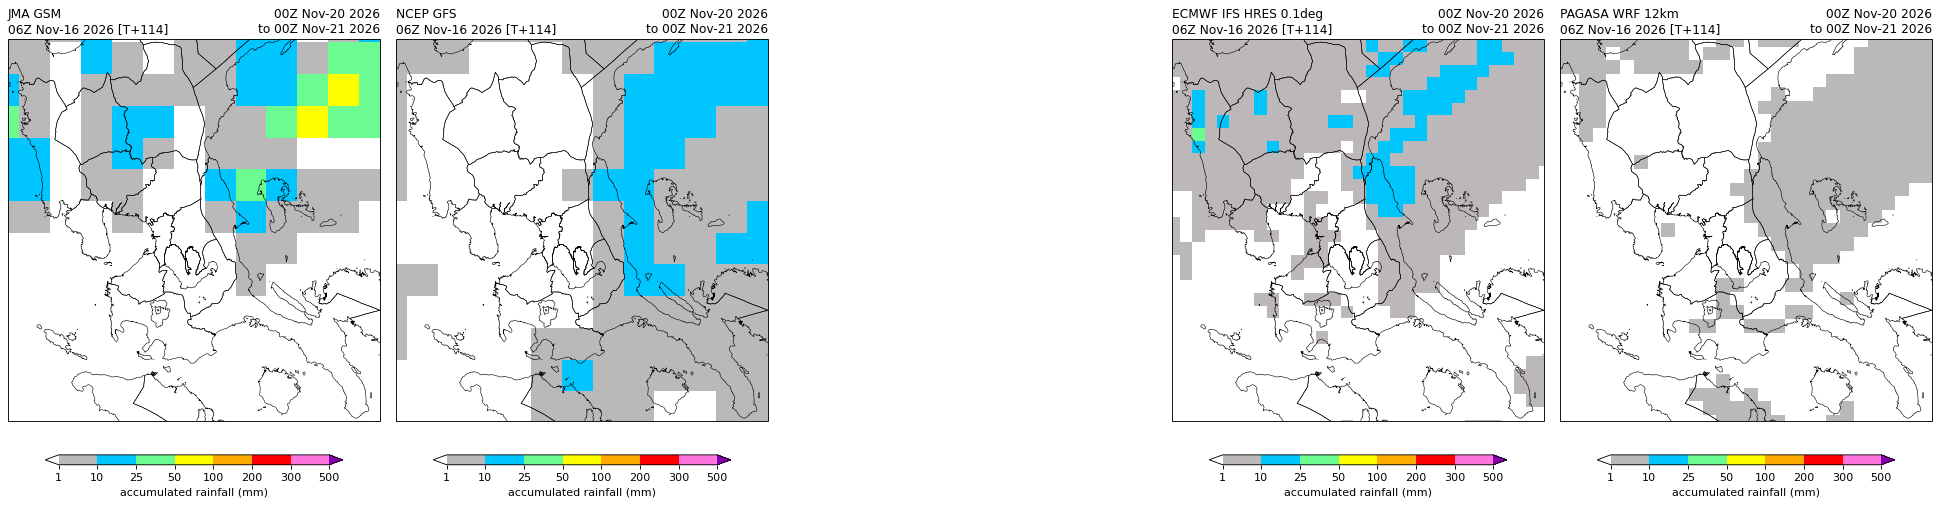 JMA GSM
00Z Nov-20 2026
06Z Nov-16 2026 [T+114]
to 00Z Nov-21 2026
1 10 25 50 100 200 300 500
accumulated rainfall (mm)
NCEP GFS
00Z Nov-20 2026
06Z Nov-16 2026 [T+114]
to 00Z Nov-21 2026
1 10 25 50 100 200 300 500
accumulated rainfall (mm)
ECMWF IFS HRES 0.1deg
00Z Nov-20 2026
06Z Nov-16 2026 [T+114]
to 00Z Nov-21 2026
1 10 25 50 100 200 300 500
accumulated rainfall (mm)
PAGASA WRF 12km
00Z Nov-20 2026
06Z Nov-16 2026 [T+114]
to 00Z Nov-21 2026
1 10 25 50 100 200 300 500
accumulated rainfall (mm)